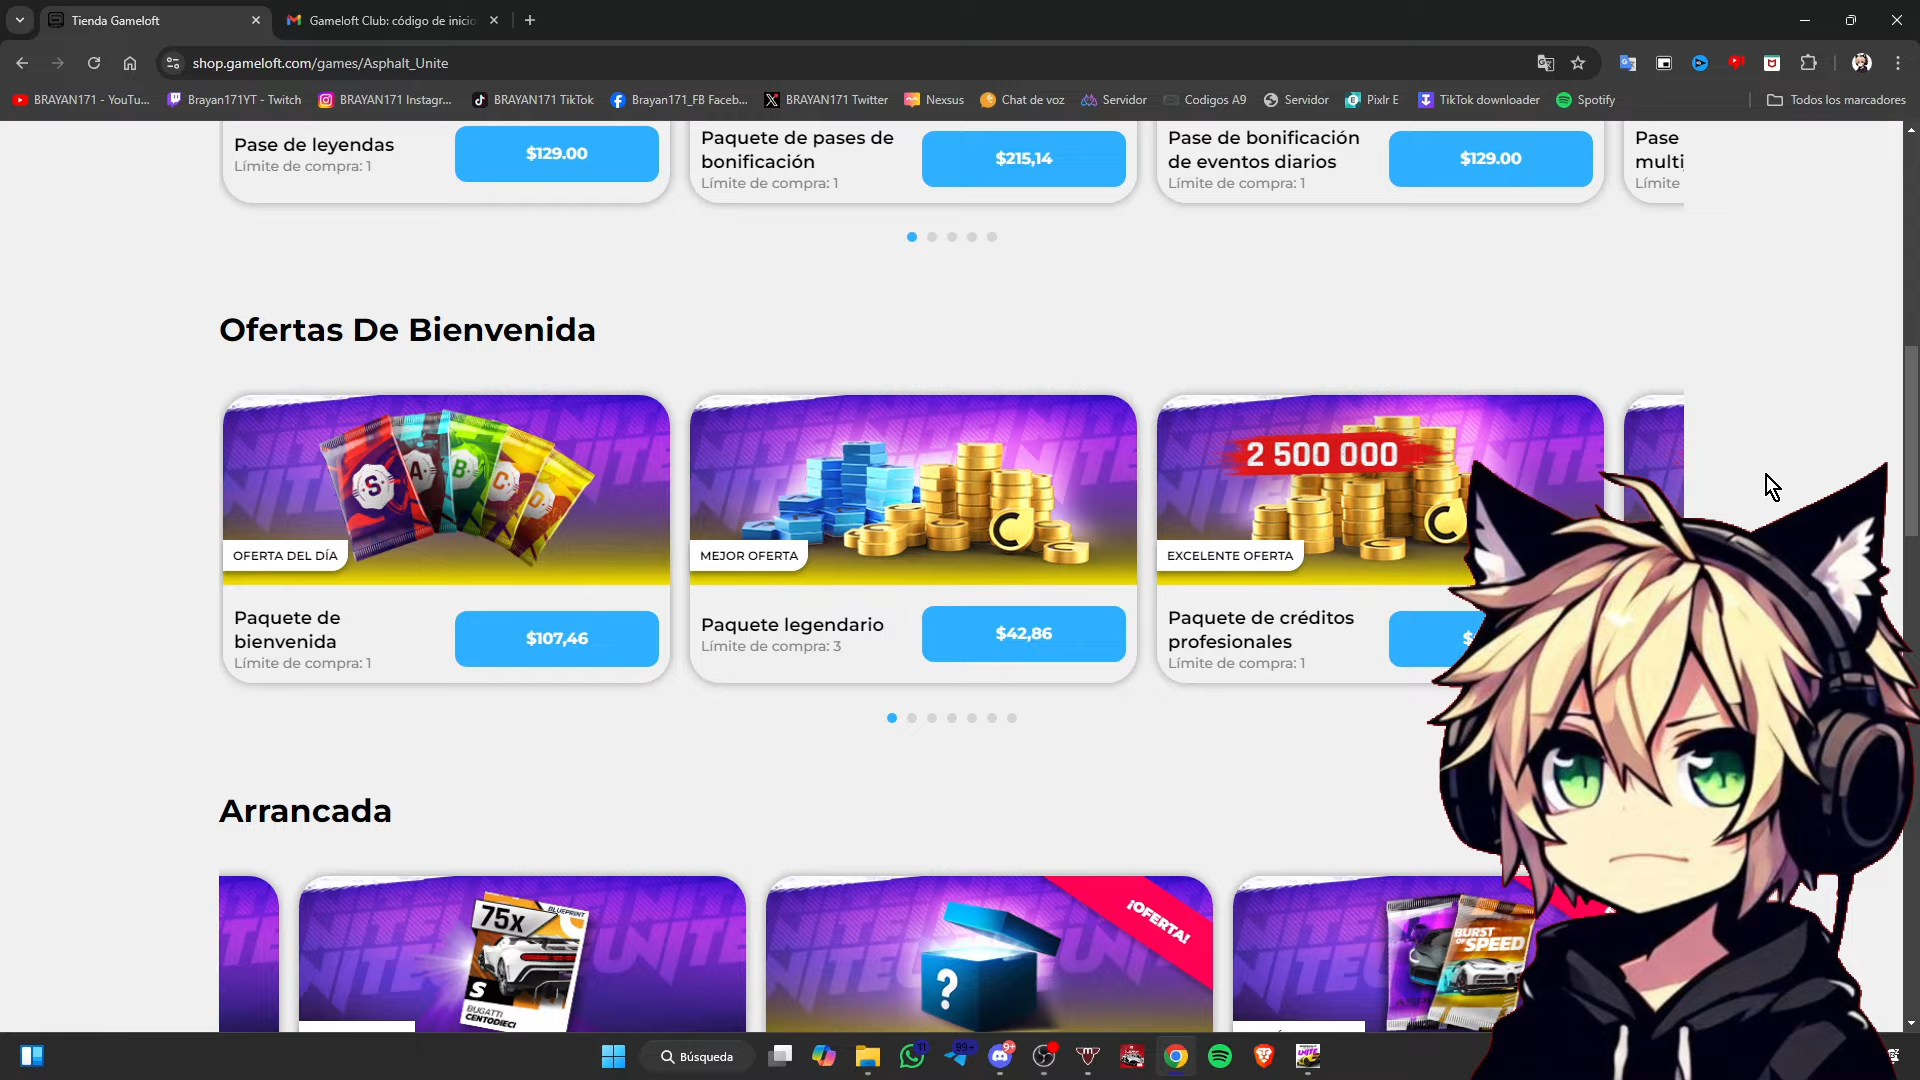 Tienda Gameloft
Gameloft Club: código de inicio
shop.gameloft.com/games/Asphalt_Unite
BRAYAN171 - YouTu...
Brayan171YT - Twitch
BRAYAN171 Instagr...
BRAYAN171 TikTok
Brayan171_FB Faceb...
BRAYAN171 Twitter
Nexsus
Chat de voz
Servidor
Codigos A9
Servidor
Pixlr E
TikTok downloader
Spotify
Todos los marcadores
Pase de leyendas
Límite de compra: 1
$129.00
Paquete de pases de
bonificación
Límite de compra: 1
$215,14
Pase de bonificación
de eventos diarios
Límite de compra: 1
$129.00
Pase
multi
Límite
Ofertas De Bienvenida
S
A
B
C
D
OFERTA DEL DÍA
Paquete de
bienvenida
Límite de compra: 1
$107,46
C
MEJOR OFERTA
Paquete legendario
Límite de compra: 3
$42,86
2 500 000
C
EXCELENTE OFERTA
Paquete de créditos
profesionales
Límite de compra: 1
Arrancada
75x
BLUEPRINT
S
BUGATTI
CENTODIECI
?
¡OFERTA!
BURST
OF SPEED
Búsqueda
11
99+
9+